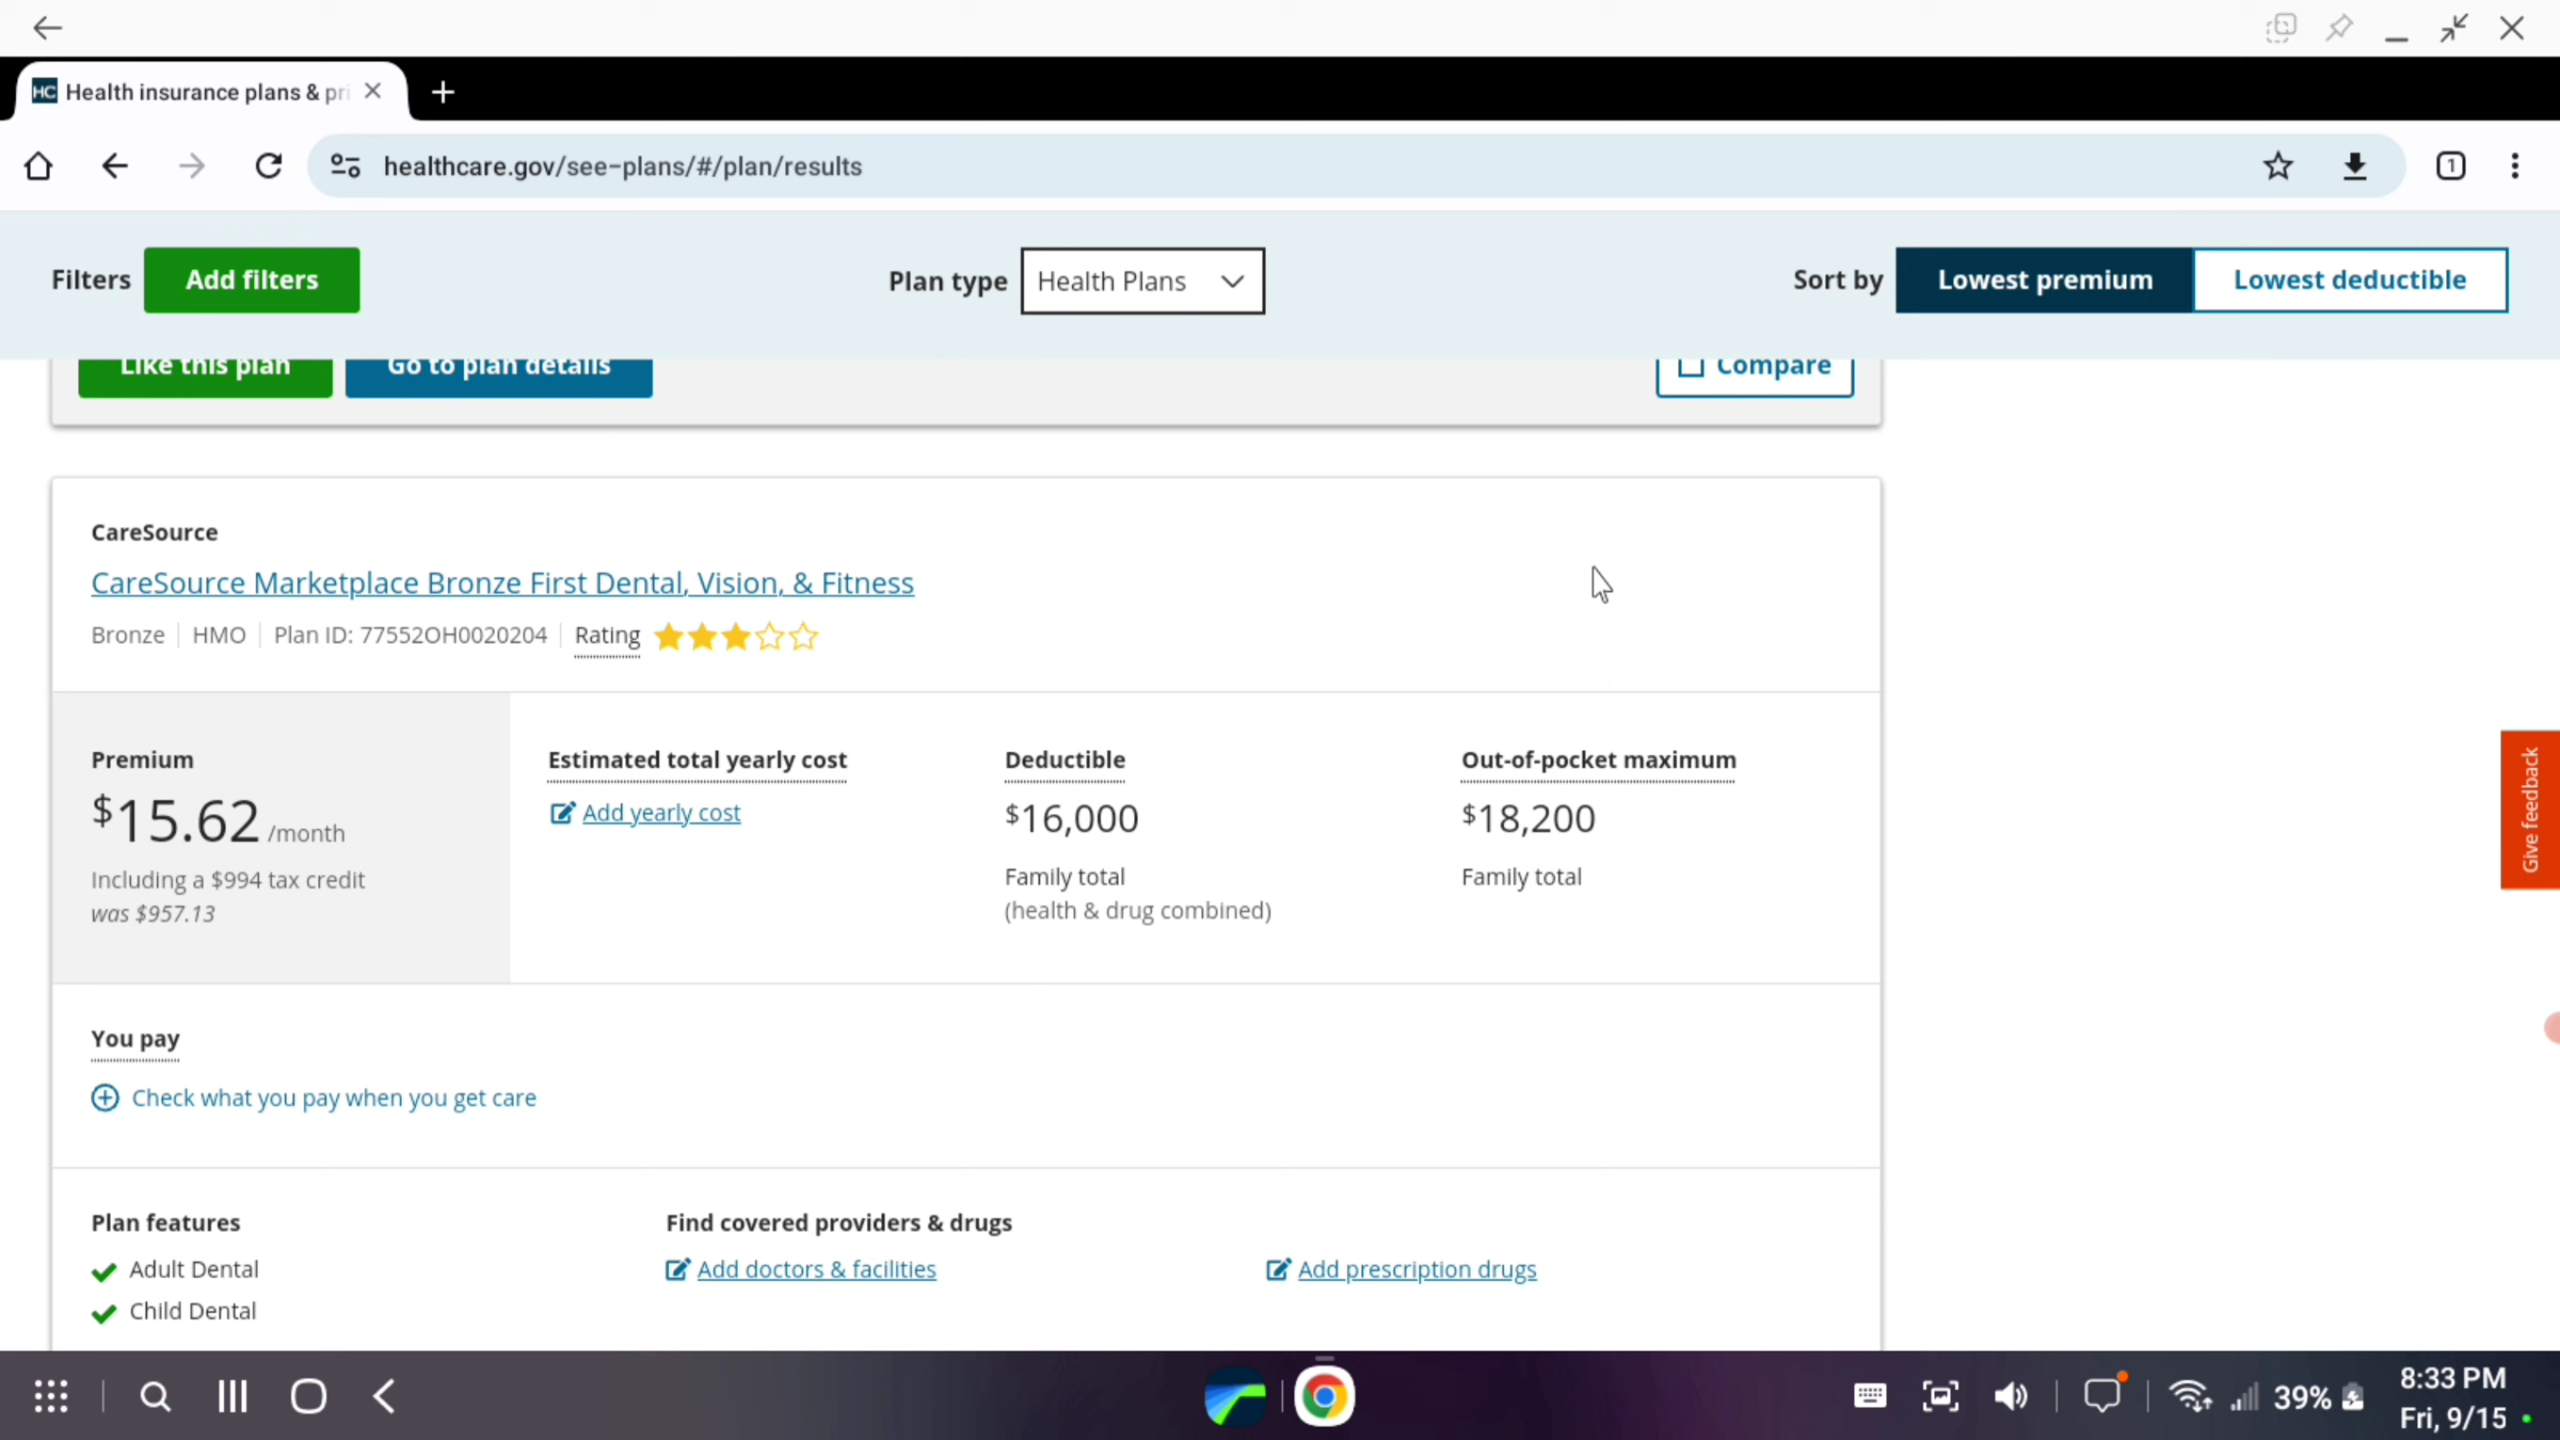 HC Health insurance plans & pri
healthcare.gov/see-plans/#/plan/results
1
Filters Add filters Plan type Health Plans Sort by Lowest premium Lowest deductible
Like this plan Go to plan details Compare
CareSource
CareSource Marketplace Bronze First Dental, Vision, & Fitness
Bronze HMO Plan ID: 77552OH0020204 Rating
Premium Estimated total yearly cost Deductible Out-of-pocket maximum
$15.62 /month Add yearly cost $16,000 $18,200
Including a $994 tax credit Family total Family total
was $957.13 (health & drug combined)
Give feedback
You pay
Check what you pay when you get care
Plan features Find covered providers & drugs
Adult Dental Add doctors & facilities Add prescription drugs
Child Dental
39% 8:33 PM
Fri, 9/15